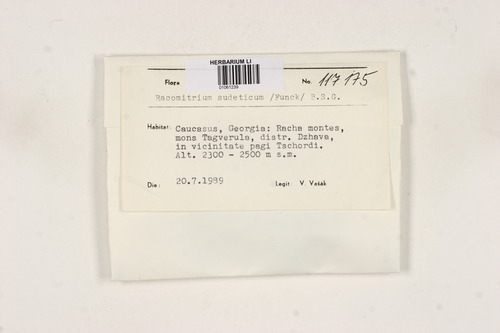 HERBARIUM LI
01061239
Flora
No. 117175
Racomitrium sudeticum /Funck/ B.S.G.
Habitat: Caucasus, Georgia: Racha montes,
mons Tagverula, distr. Dzhava,
in vicinitate pagi Tschordi.
Alt. 2300 - 2500 m s.m.
Die: 20.7.1989
Legit: V. Vašák